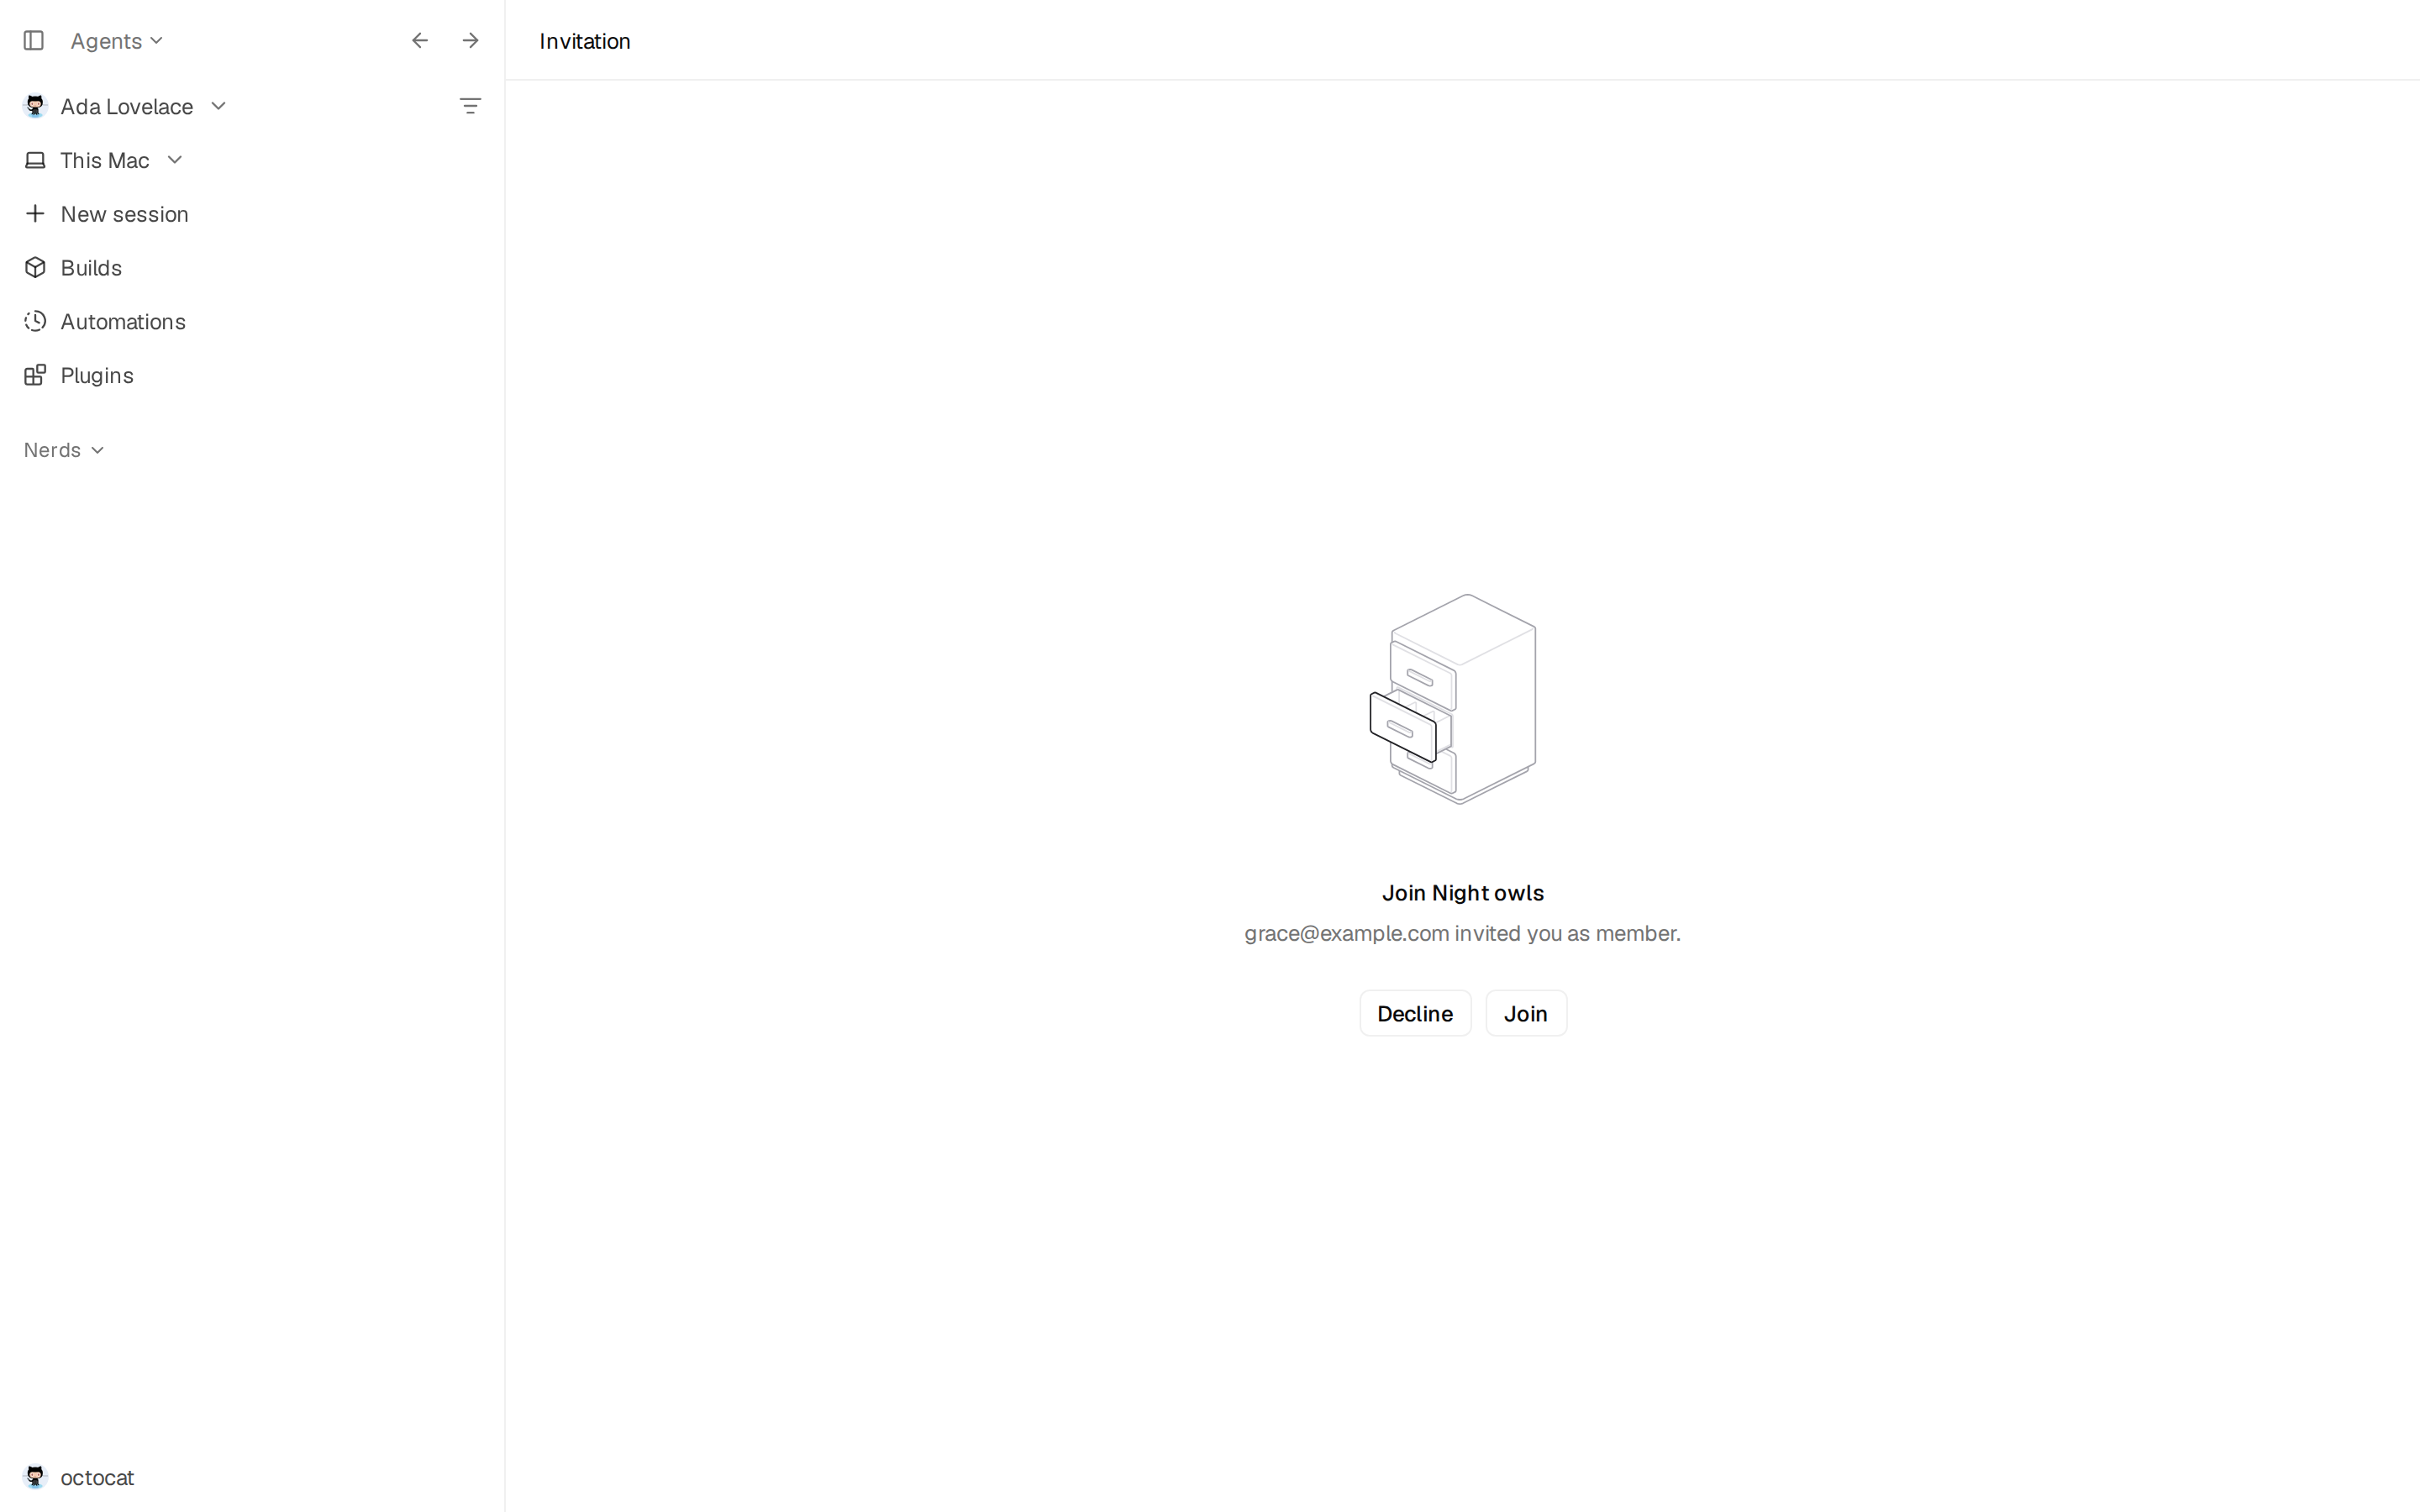 Agents
Invitation
Ada Lovelace
This Mac
New session
Builds
Automations
Plugins
Nerds
Join Night owls
grace@example.com invited you as member.
Decline
Join
octocat